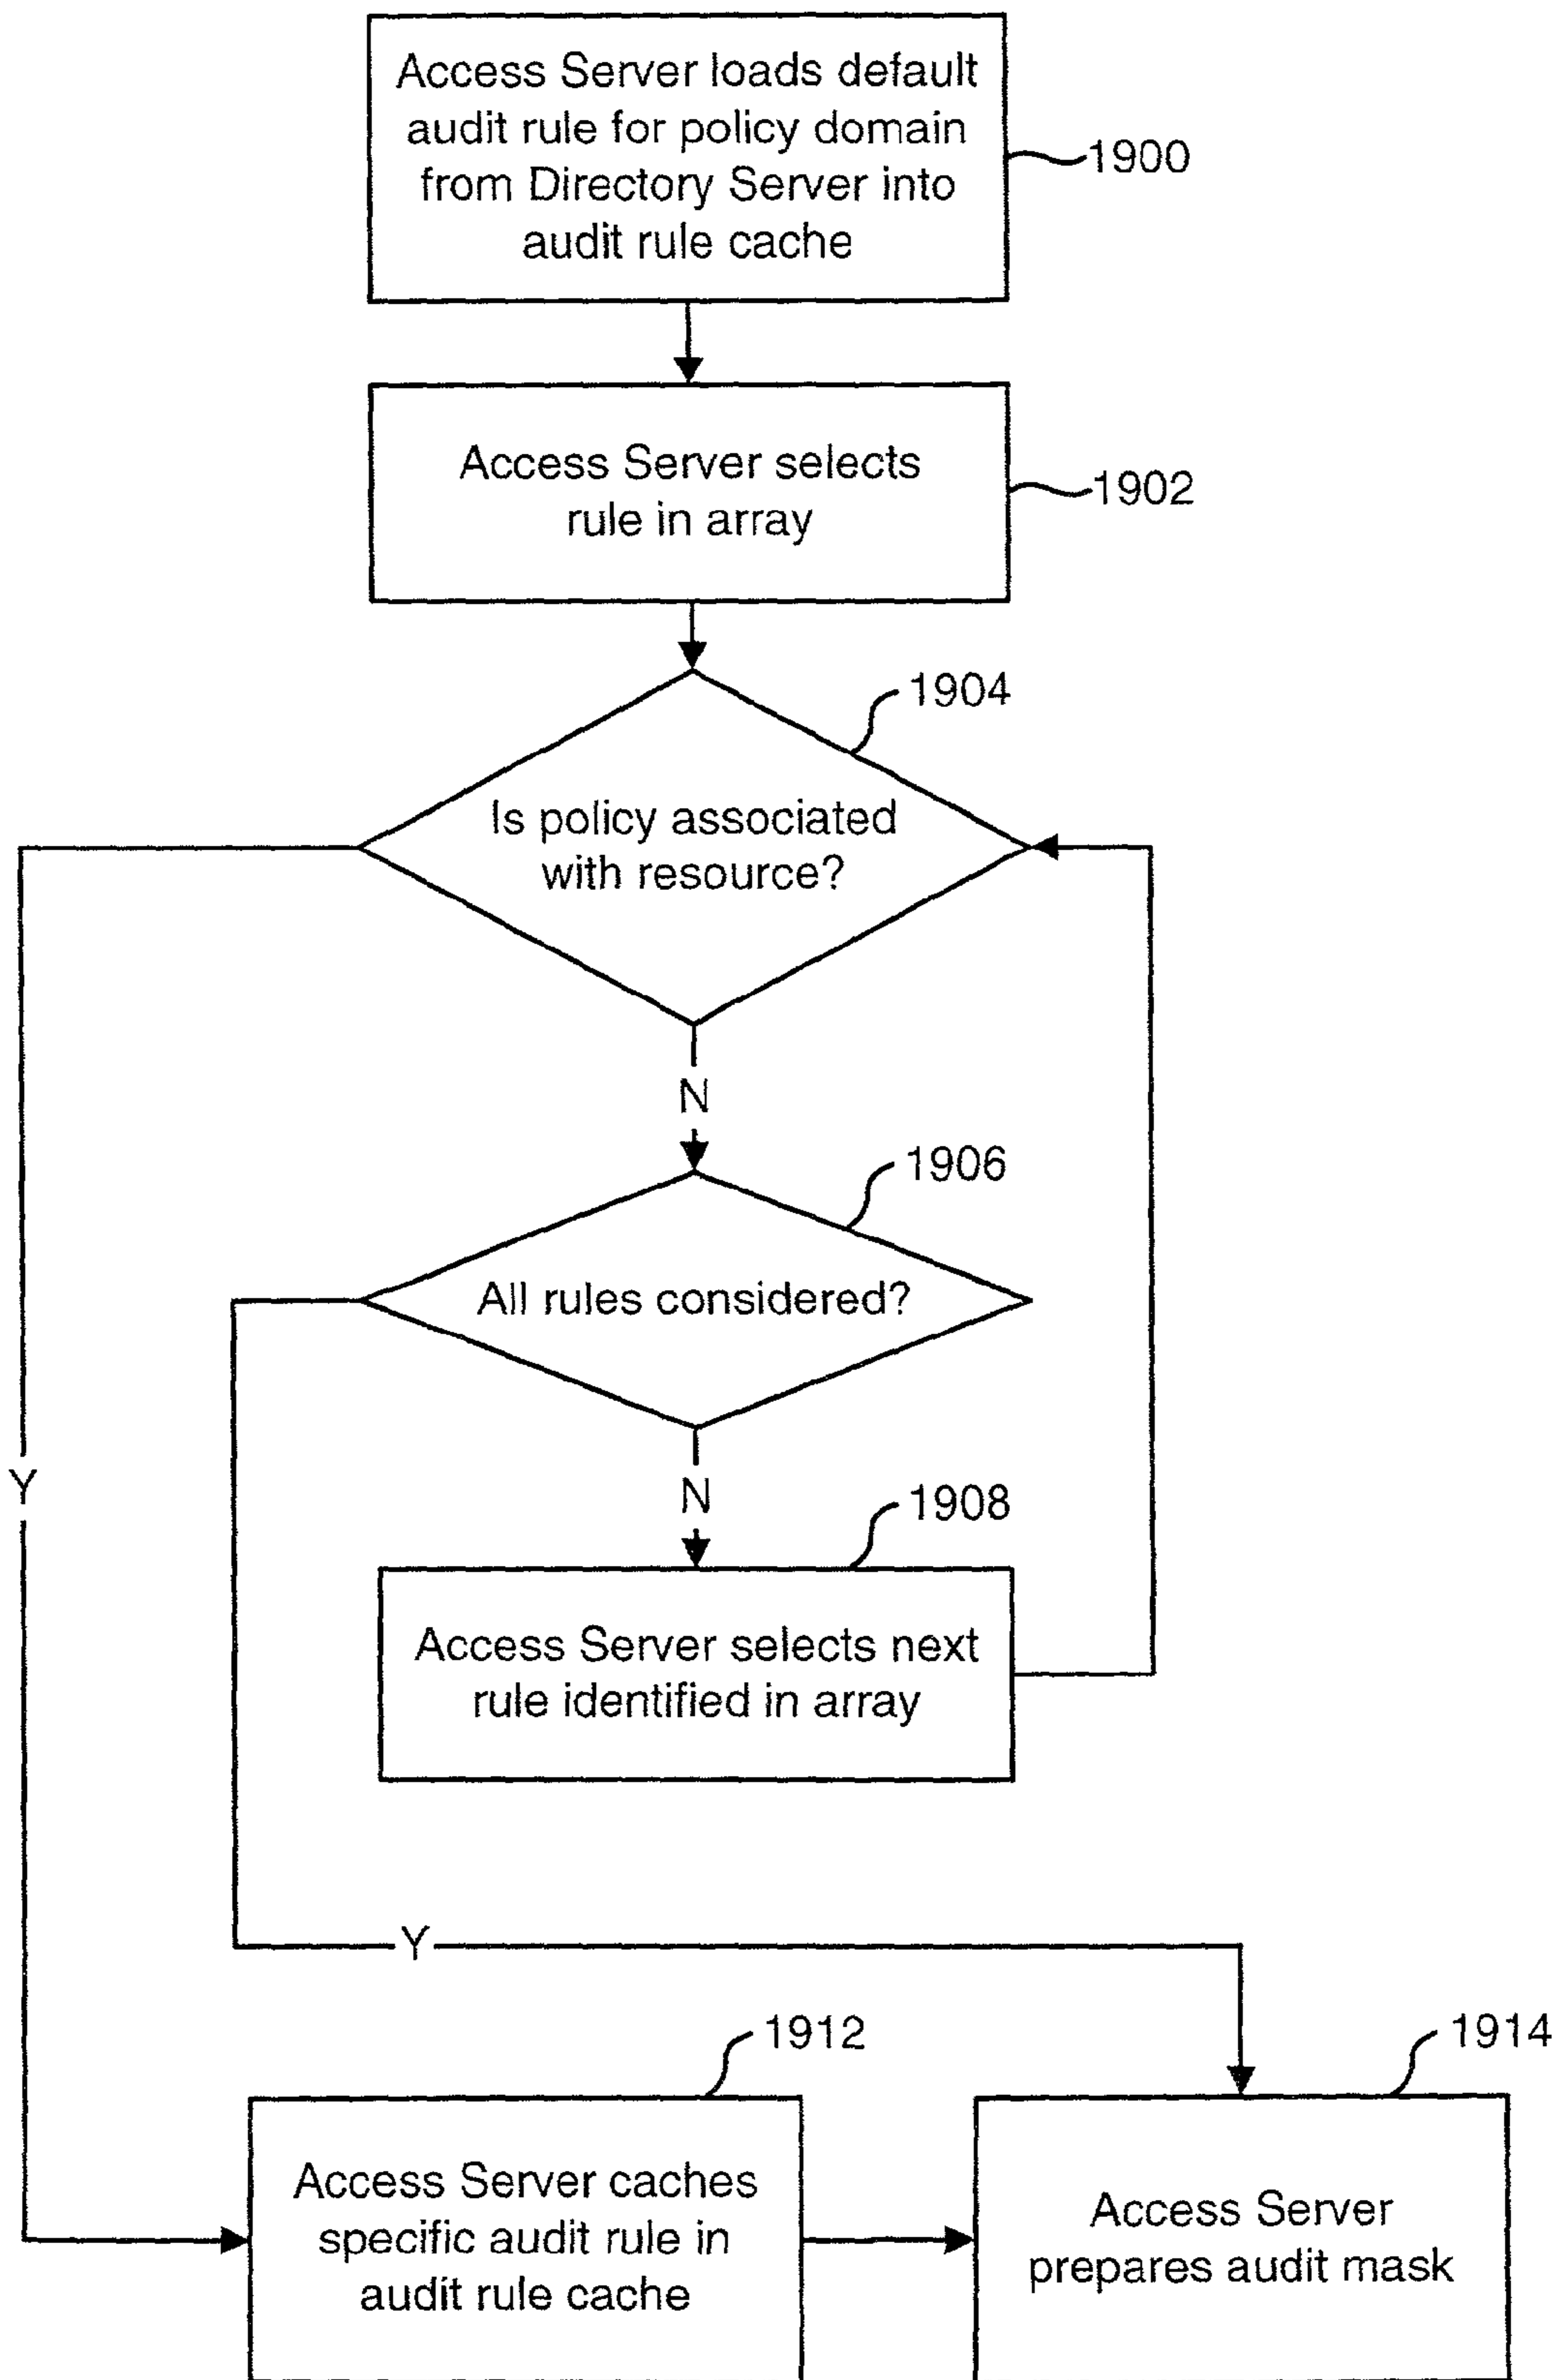 Access Server loads default
audit rule for policy domain
from Directory Server into
audit rule cache
1900
Access Server selects
rule in array
1902
1904
Is policy associated
with resource?
N
1906
All rules considered?
Y
N
1908
Access Server selects next
rule identified in array
Y
1912
1914
Access Server caches
specific audit rule in
audit rule cache
Access Server
prepares audit mask